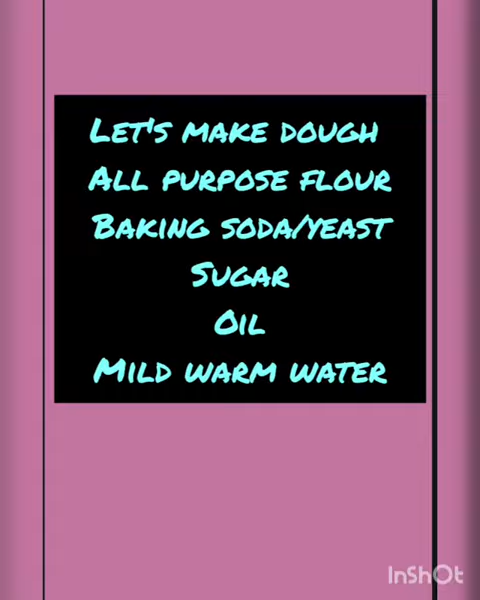 Let's make dough
All purpose flour
Baking soda/yeast
Sugar
Oil
Mild warm water
InShOt